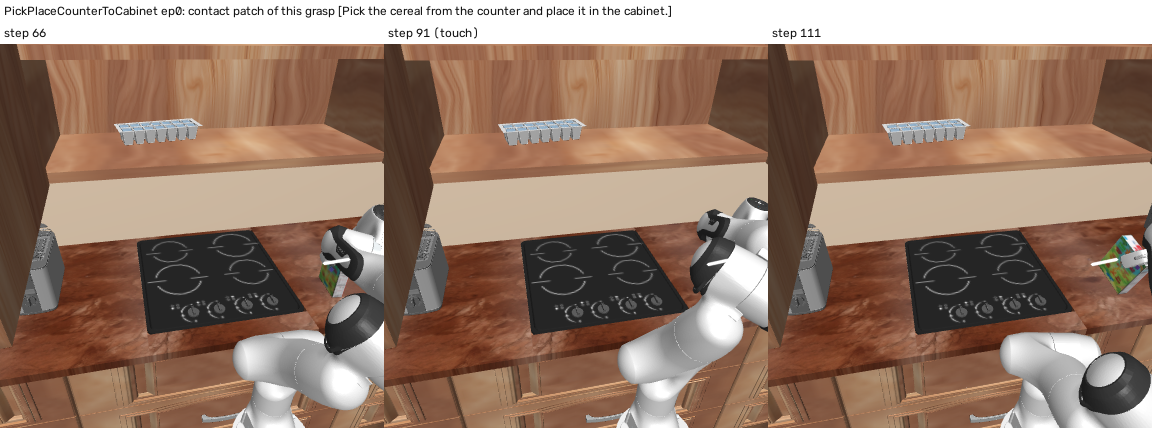 PickPlaceCounterToCabinet ep0: contact patch of this grasp [Pick the cereal from the counter and place it in the cabinet.]
step 66
step 91 (touch)
step 111